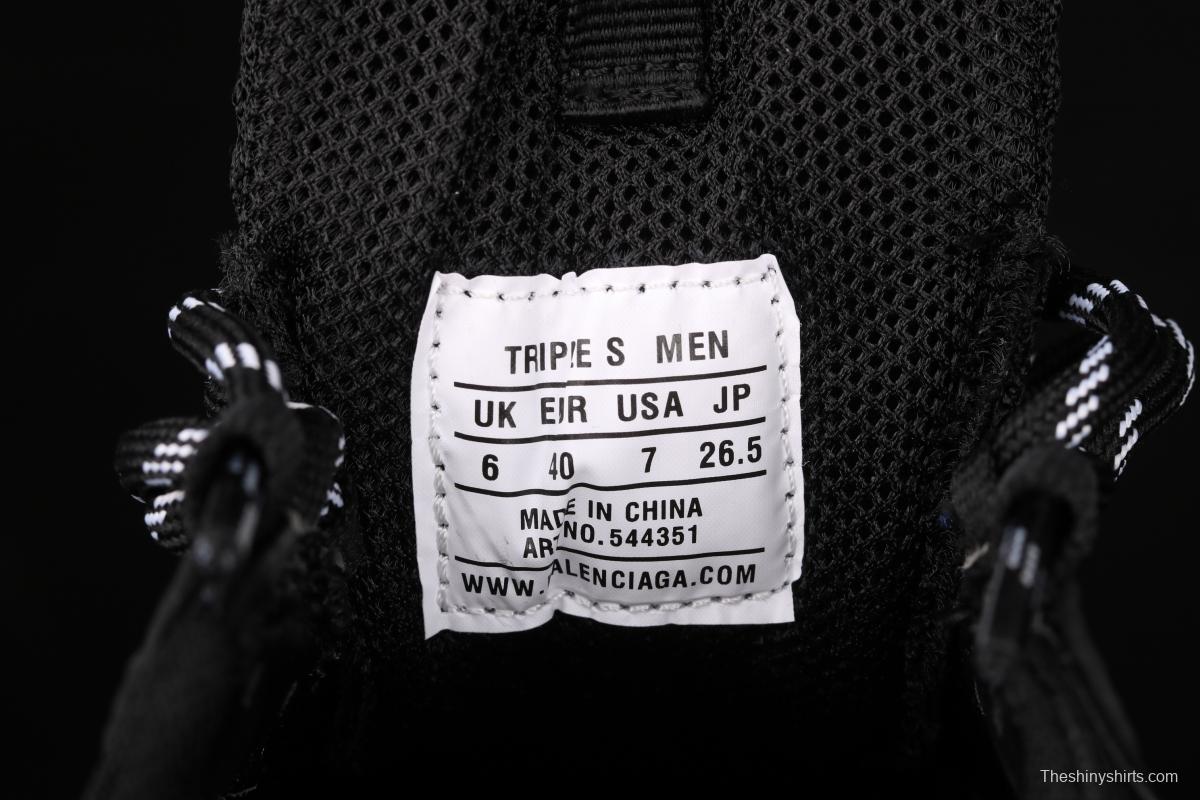 TRIPLE S MEN
UK EUR USA JP
6 40 7 26.5
MADE IN CHINA
NO.544351
WWW.BALENCIAGA.COM
Theshinyshirts.com